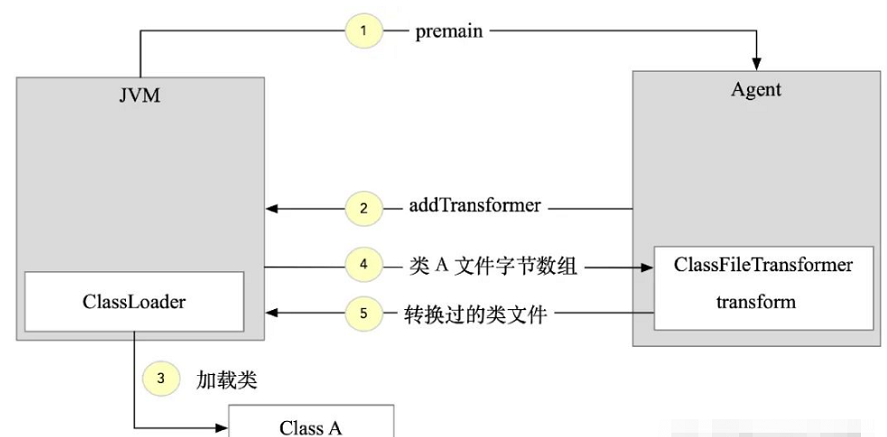 1 premain
JVM
Agent
2 addTransformer
4 类 A 文件字节数组
ClassFileTransformer
transform
ClassLoader
5 转换过的类文件
3 加载类
Class A